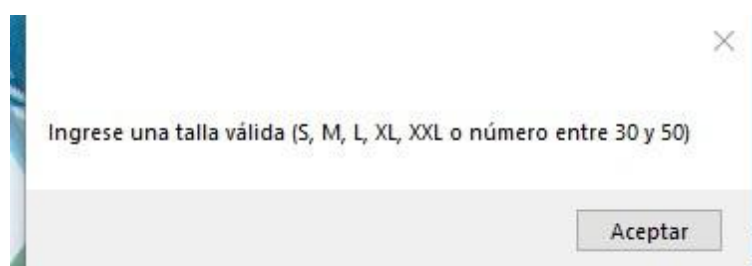 Ingrese una talla válida (S, M, L, XL, XXL o número entre 30 y 50)
Aceptar